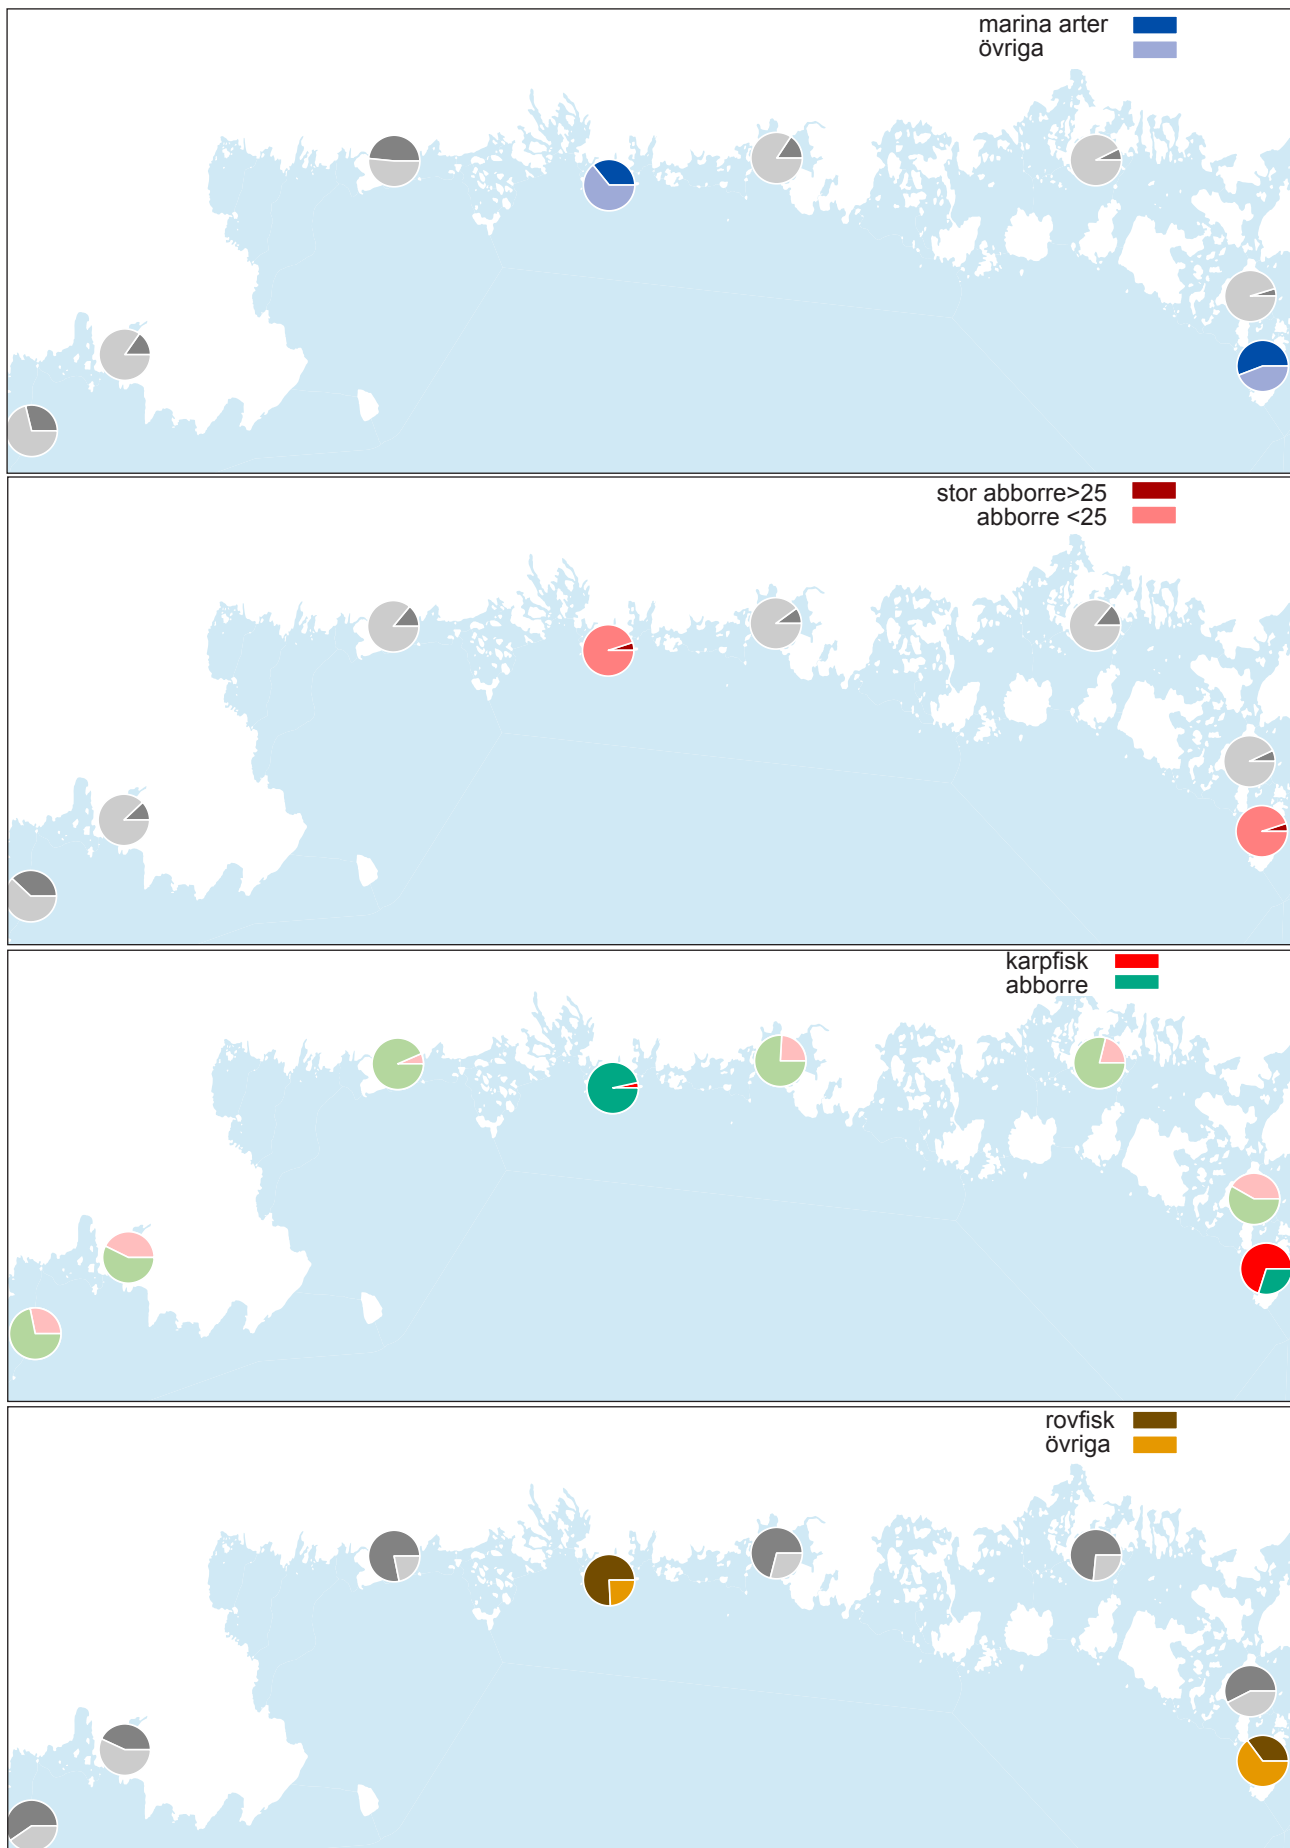 marina arter
övriga
stor abborre>25
abborre <25
karpfisk
abborre
rovfisk
övriga